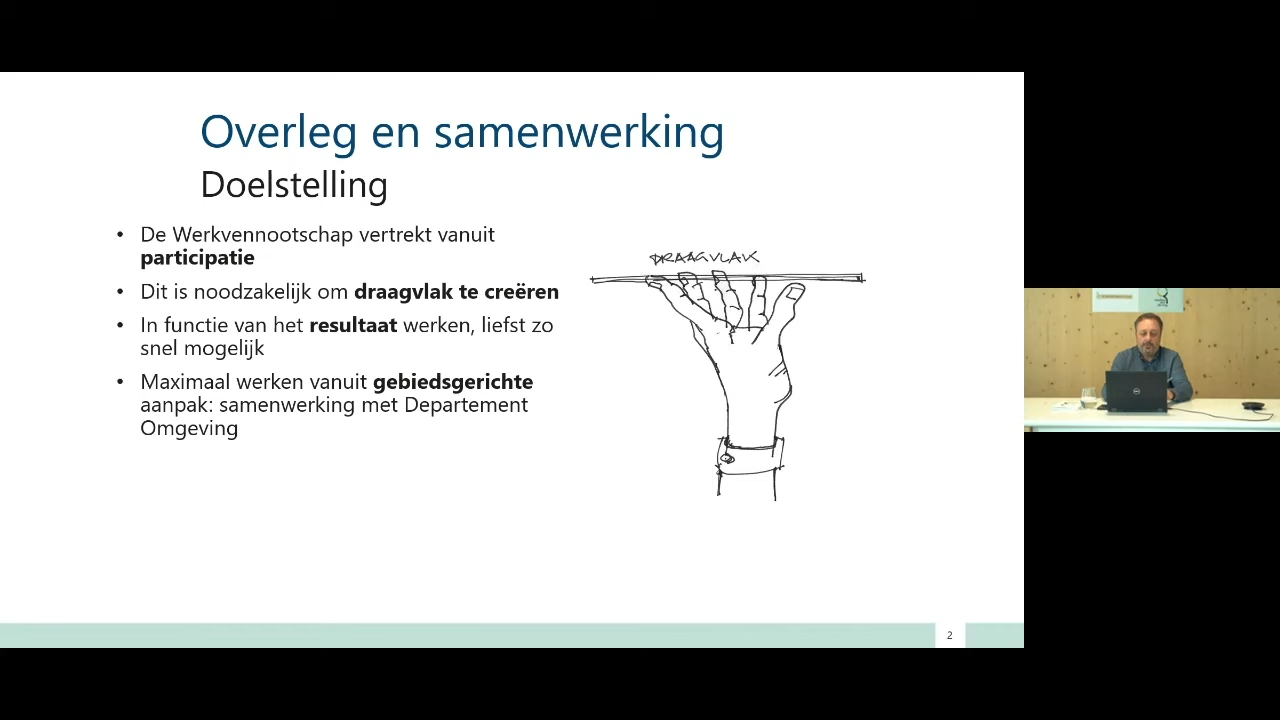 Overleg en samenwerking
Doelstelling
• De Werkvennootschap vertrekt vanuit
participatie
• Dit is noodzakelijk om draagvlak te creëren
• In functie van het resultaat werken, liefst zo
snel mogelijk
• Maximaal werken vanuit gebiedsgerichte
aanpak: samenwerking met Departement
Omgeving
DRAAGVLAK
2